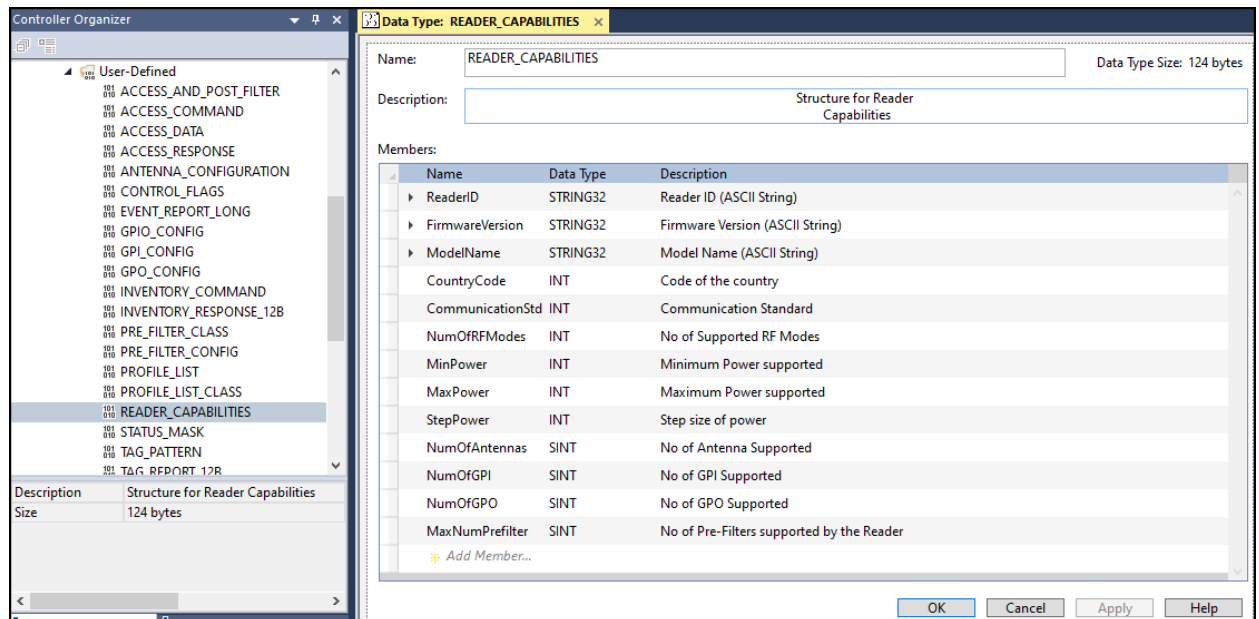 Controller Organizer
User-Defined
ACCESS_AND_POST_FILTER
ACCESS_COMMAND
ACCESS_DATA
ACCESS_RESPONSE
ANTENNA_CONFIGURATION
CONTROL_FLAGS
EVENT_REPORT_LONG
GPIO_CONFIG
GPI_CONFIG
GPO_CONFIG
INVENTORY_COMMAND
INVENTORY_RESPONSE_12B
PRE_FILTER_CLASS
PRE_FILTER_CONFIG
PROFILE_LIST
PROFILE_LIST_CLASS
READER_CAPABILITIES
STATUS_MASK
TAG_PATTERN
TAG_REPORT_12B
Description Structure for Reader Capabilities
Size 124 bytes
Data Type: READER_CAPABILITIES
Name: READER_CAPABILITIES Data Type Size: 124 bytes
Description: Structure for Reader
Capabilities
Members:
Name Data Type Description
ReaderID STRING32 Reader ID (ASCII String)
FirmwareVersion STRING32 Firmware Version (ASCII String)
ModelName STRING32 Model Name (ASCII String)
CountryCode INT Code of the country
CommunicationStd INT Communication Standard
NumOfRFModes INT No of Supported RF Modes
MinPower INT Minimum Power supported
MaxPower INT Maximum Power supported
StepPower INT Step size of power
NumOfAntennas SINT No of Antenna Supported
NumOfGPI SINT No of GPI Supported
NumOfGPO SINT No of GPO Supported
MaxNumPrefilter SINT No of Pre-Filters supported by the Reader
Add Member...
OK Cancel Apply Help